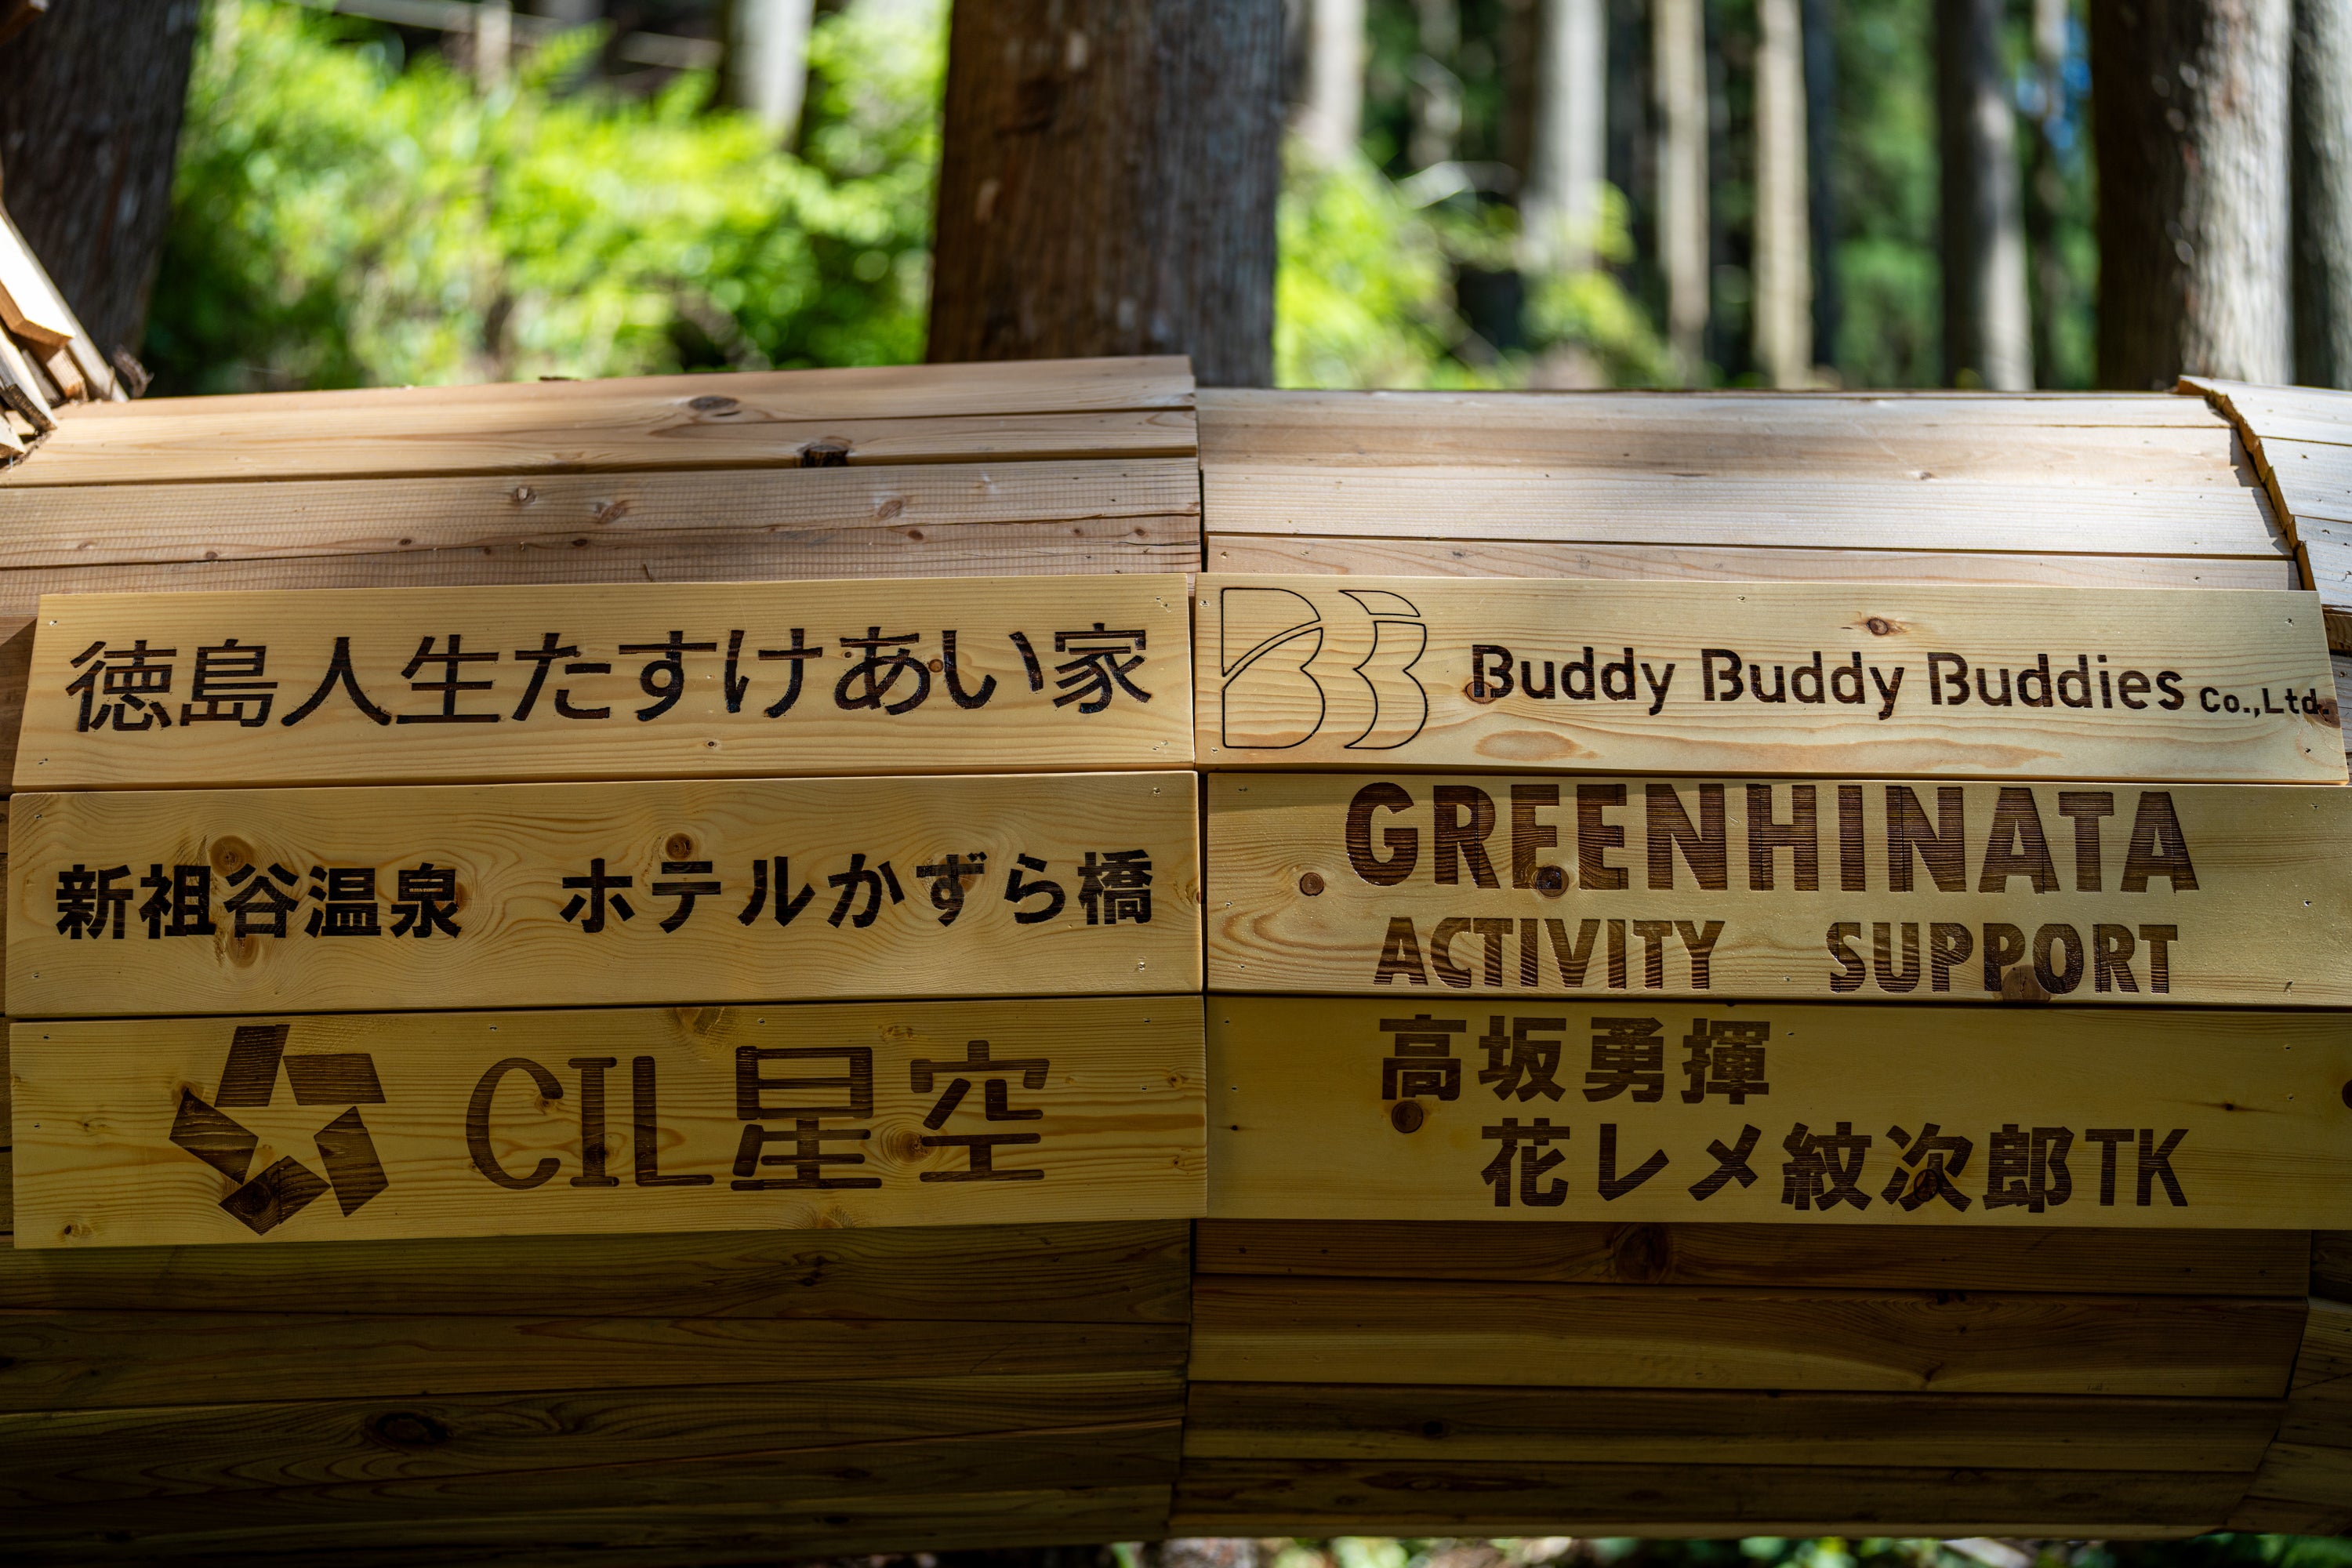 徳島人生たすけあい家
新祖谷温泉　ホテルかずら橋
CIL星空
Buddy Buddy Buddies Co.,Ltd.
GREENHINATA
ACTIVITY SUPPORT
高坂勇揮
花レメ紋次郎TK